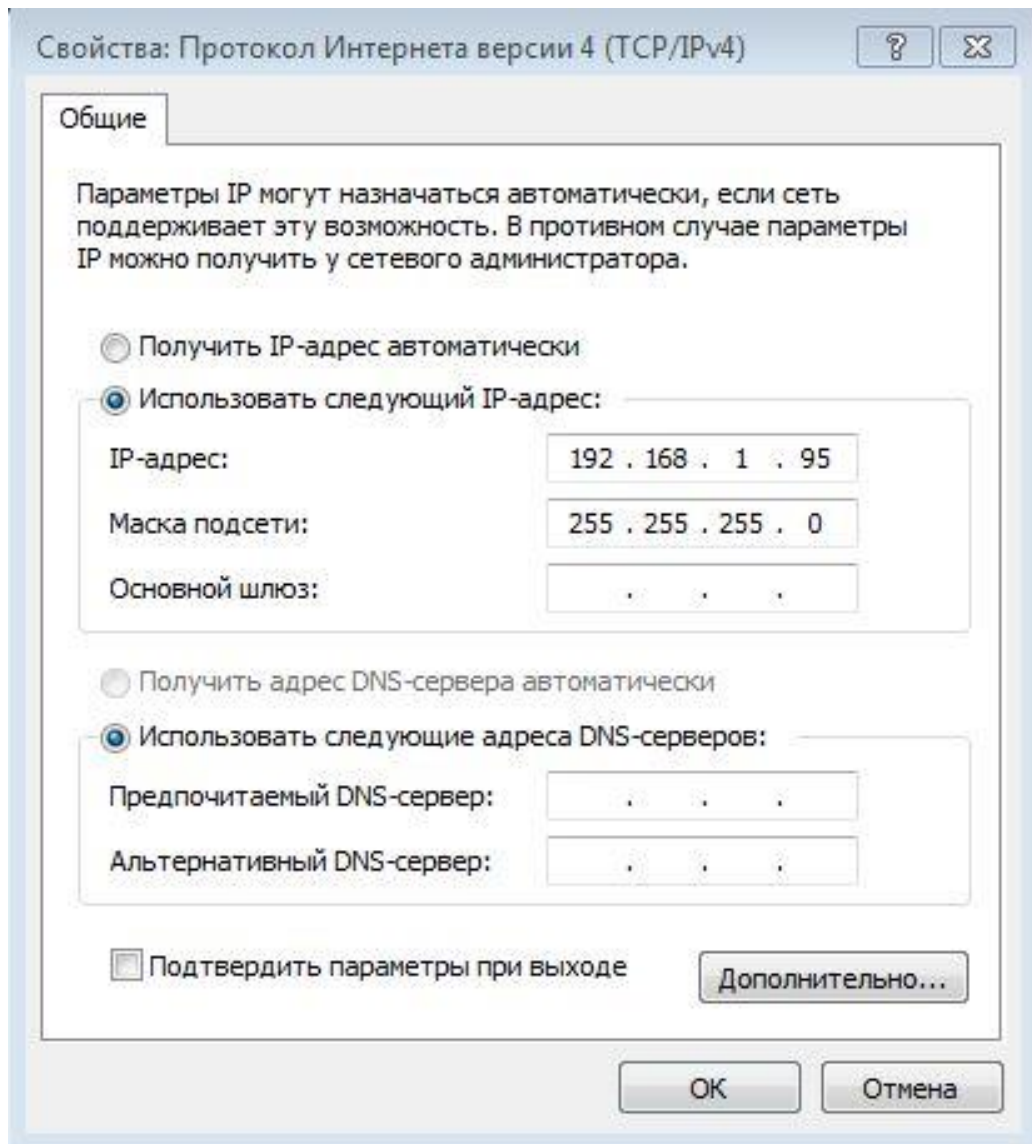 Свойства: Протокол Интернета версии 4 (TCP/IPv4)
Общие
Параметры IP могут назначаться автоматически, если сеть
поддерживает эту возможность. В противном случае параметры
IP можно получить у сетевого администратора.
Получить IP-адрес автоматически
Использовать следующий IP-адрес:
IP-адрес: 192 . 168 . 1 . 95
Маска подсети: 255 . 255 . 255 . 0
Основной шлюз: . . .
Получить адрес DNS-сервера автоматически
Использовать следующие адреса DNS-серверов:
Предпочитаемый DNS-сервер: . . .
Альтернативный DNS-сервер: . . .
Подтвердить параметры при выходе
Дополнительно...
ОК Отмена